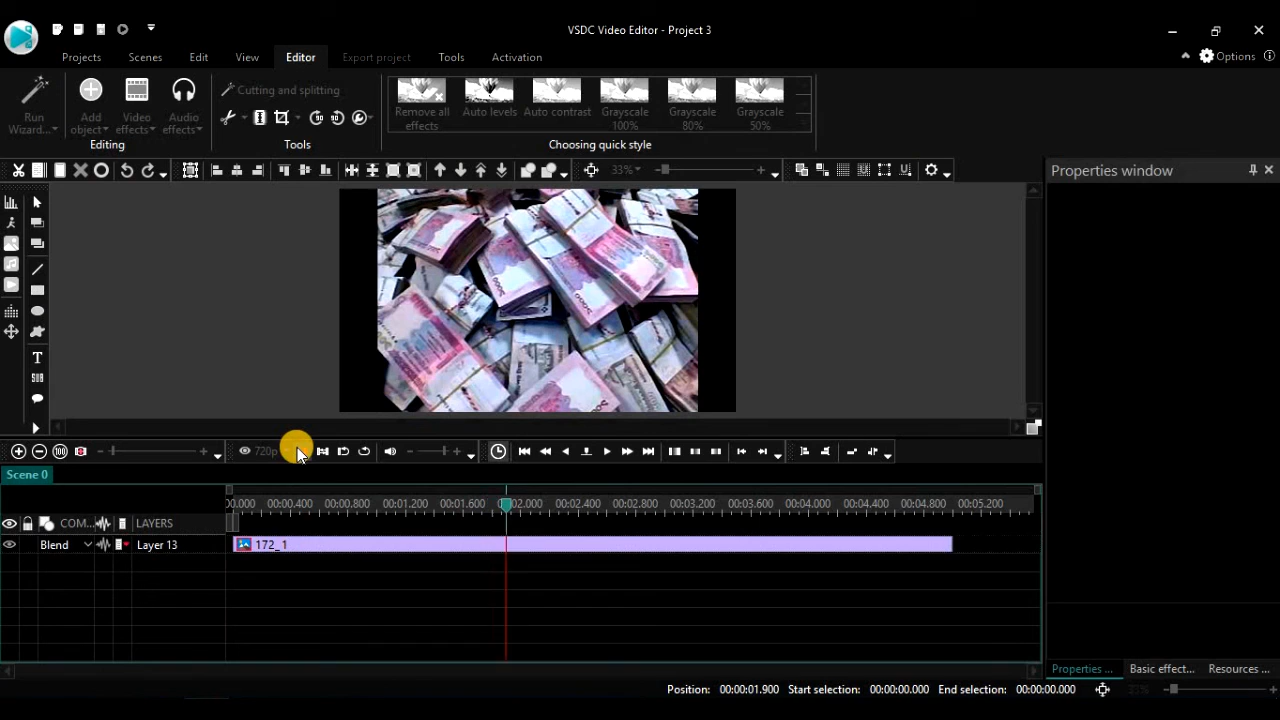 VSDC Video Editor - Project 3
Projects Scenes Edit View Editor Export project Tools Activation Options
Run Wizard... Add object Video effects Audio effects
Editing
Cutting and splitting
Tools
Remove all effects Auto levels Auto contrast Grayscale 100% Grayscale 80% Grayscale 50%
Choosing quick style
33%
Properties window
T
SUB
720p
Scene 0
00.000 00:00.400 00:00.800 00:01.200 00:01.600 00:02.000 00:02.400 00:02.800 00:03.200 00:03.600 00:04.000 00:04.400 00:04.800 00:05.200
COM... LAYERS
Blend Layer 13 172_1
Properties ... Basic effect... Resources ...
Position: 00:00:01.900 Start selection: 00:00:00.000 End selection: 00:00:00.000 33%